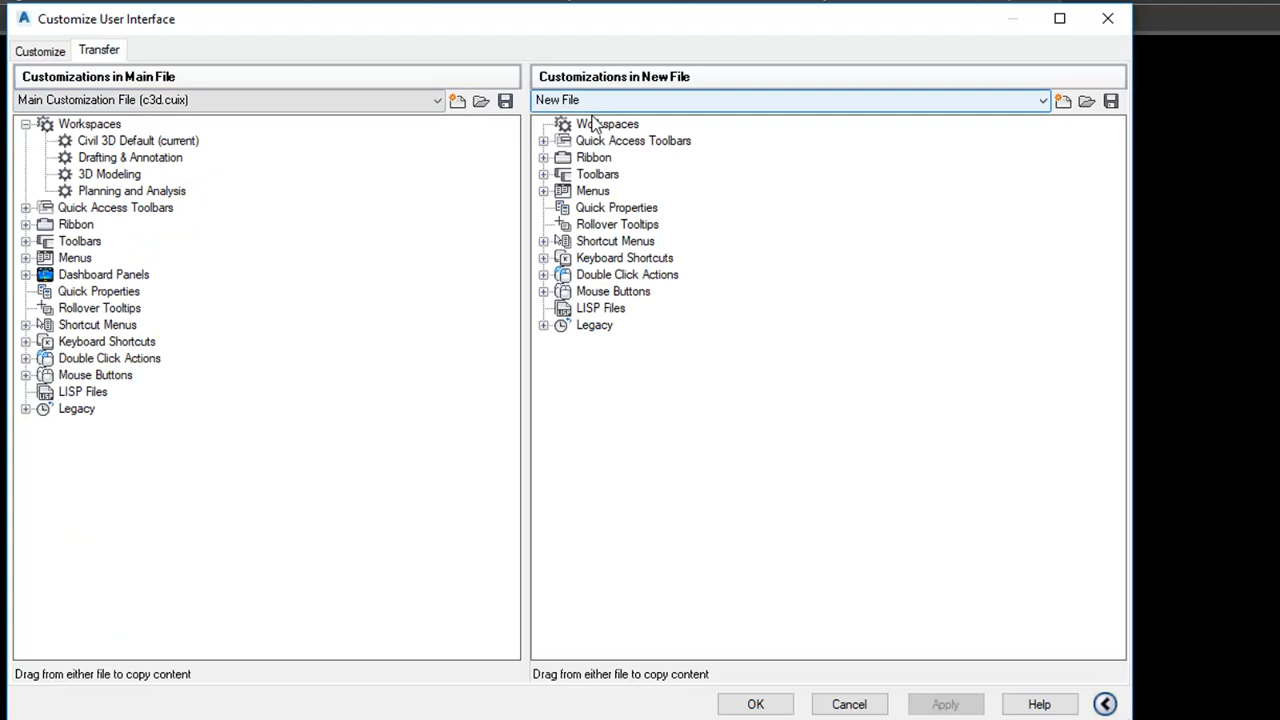 Customize User Interface
Customize Transfer
Customizations in Main File
Main Customization File (c3d.cuix)
Workspaces
Civil 3D Default (current)
Drafting & Annotation
3D Modeling
Planning and Analysis
Quick Access Toolbars
Ribbon
Toolbars
Menus
Dashboard Panels
Quick Properties
Rollover Tooltips
Shortcut Menus
Keyboard Shortcuts
Double Click Actions
Mouse Buttons
LISP Files
Legacy
Drag from either file to copy content
Customizations in New File
New File
Workspaces
Quick Access Toolbars
Ribbon
Toolbars
Menus
Quick Properties
Rollover Tooltips
Shortcut Menus
Keyboard Shortcuts
Double Click Actions
Mouse Buttons
LISP Files
Legacy
Drag from either file to copy content
OK Cancel Apply Help